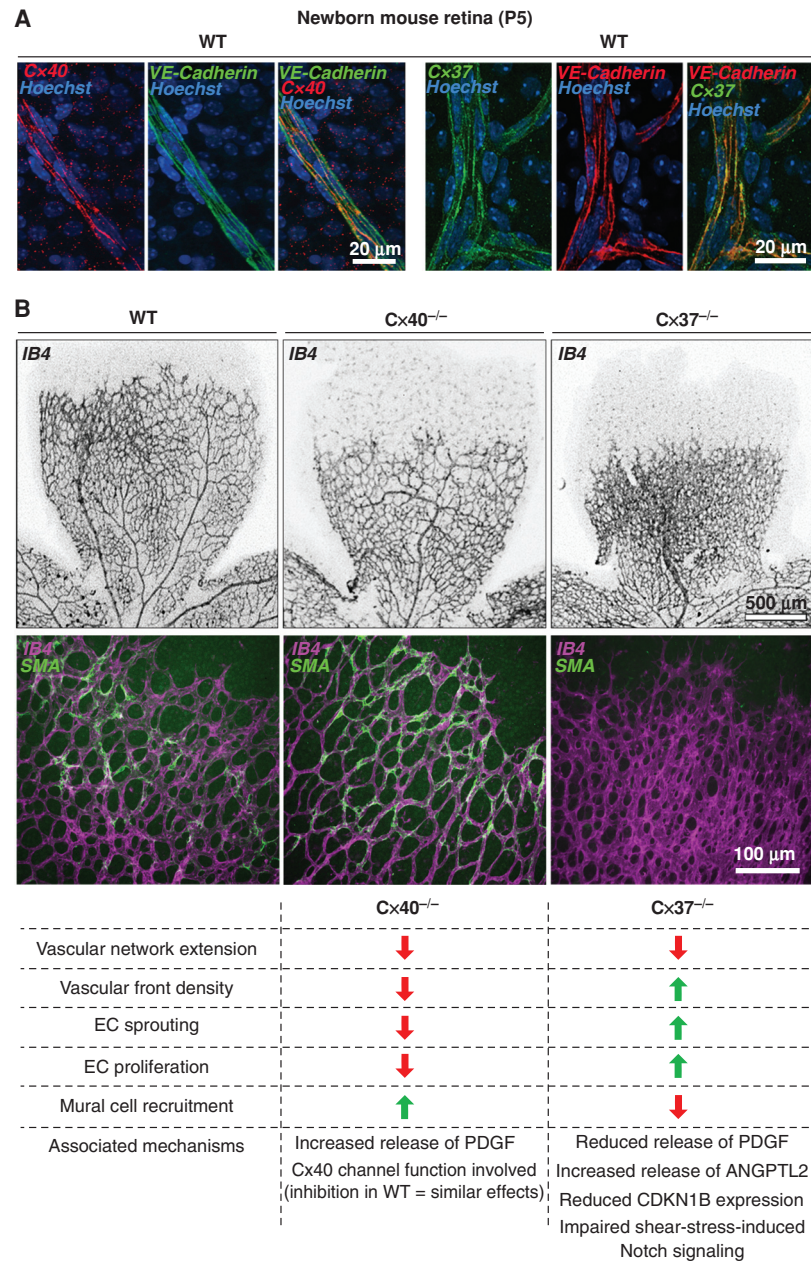 A
Newborn mouse retina (P5)
WT
WT
Cx40
Hoechst
VE-Cadherin
Hoechst
VE-Cadherin
Cx40
Hoechst
20 μm
Cx37
Hoechst
VE-Cadherin
Hoechst
VE-Cadherin
Cx37
Hoechst
20 μm
B
WT
Cx40–/–
Cx37–/–
IB4
IB4
IB4
500 μm
IB4
SMA
IB4
SMA
IB4
SMA
100 μm
Cx40–/–
Cx37–/–
Vascular network extension
Vascular front density
EC sprouting
EC proliferation
Mural cell recruitment
Associated mechanisms
Increased release of PDGF
Cx40 channel function involved
(inhibition in WT = similar effects)
Reduced release of PDGF
Increased release of ANGPTL2
Reduced CDKN1B expression
Impaired shear-stress-induced
Notch signaling